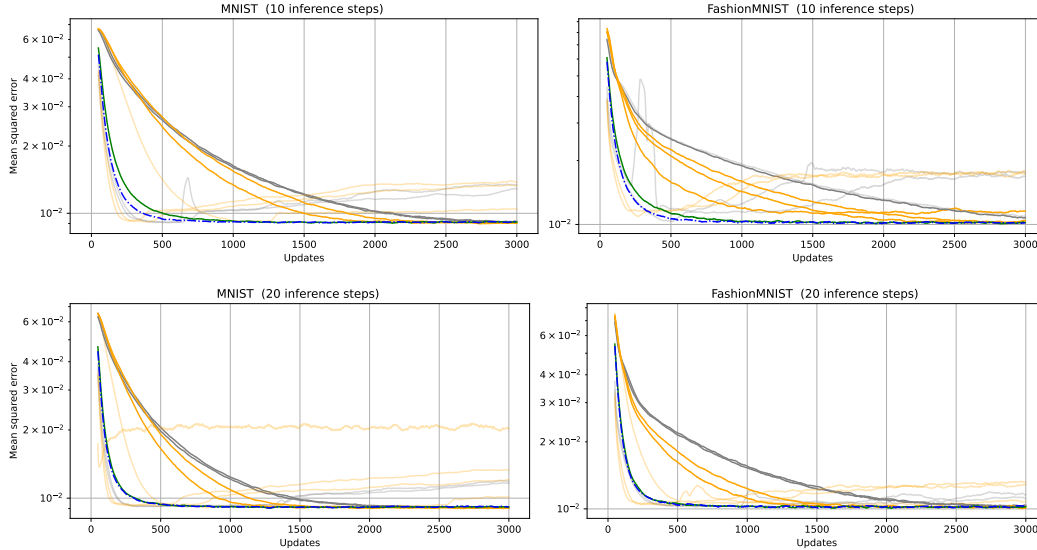 MNIST (10 inference steps)
Mean squared error
6 × 10⁻²
4 × 10⁻²
3 × 10⁻²
2 × 10⁻²
10⁻²
0 500 1000 1500 2000 2500 3000
Updates
FashionMNIST (10 inference steps)
10⁻²
0 500 1000 1500 2000 2500 3000
Updates
MNIST (20 inference steps)
Mean squared error
6 × 10⁻²
4 × 10⁻²
3 × 10⁻²
2 × 10⁻²
10⁻²
0 500 1000 1500 2000 2500 3000
Updates
FashionMNIST (20 inference steps)
6 × 10⁻²
4 × 10⁻²
3 × 10⁻²
2 × 10⁻²
10⁻²
0 500 1000 1500 2000 2500 3000
Updates